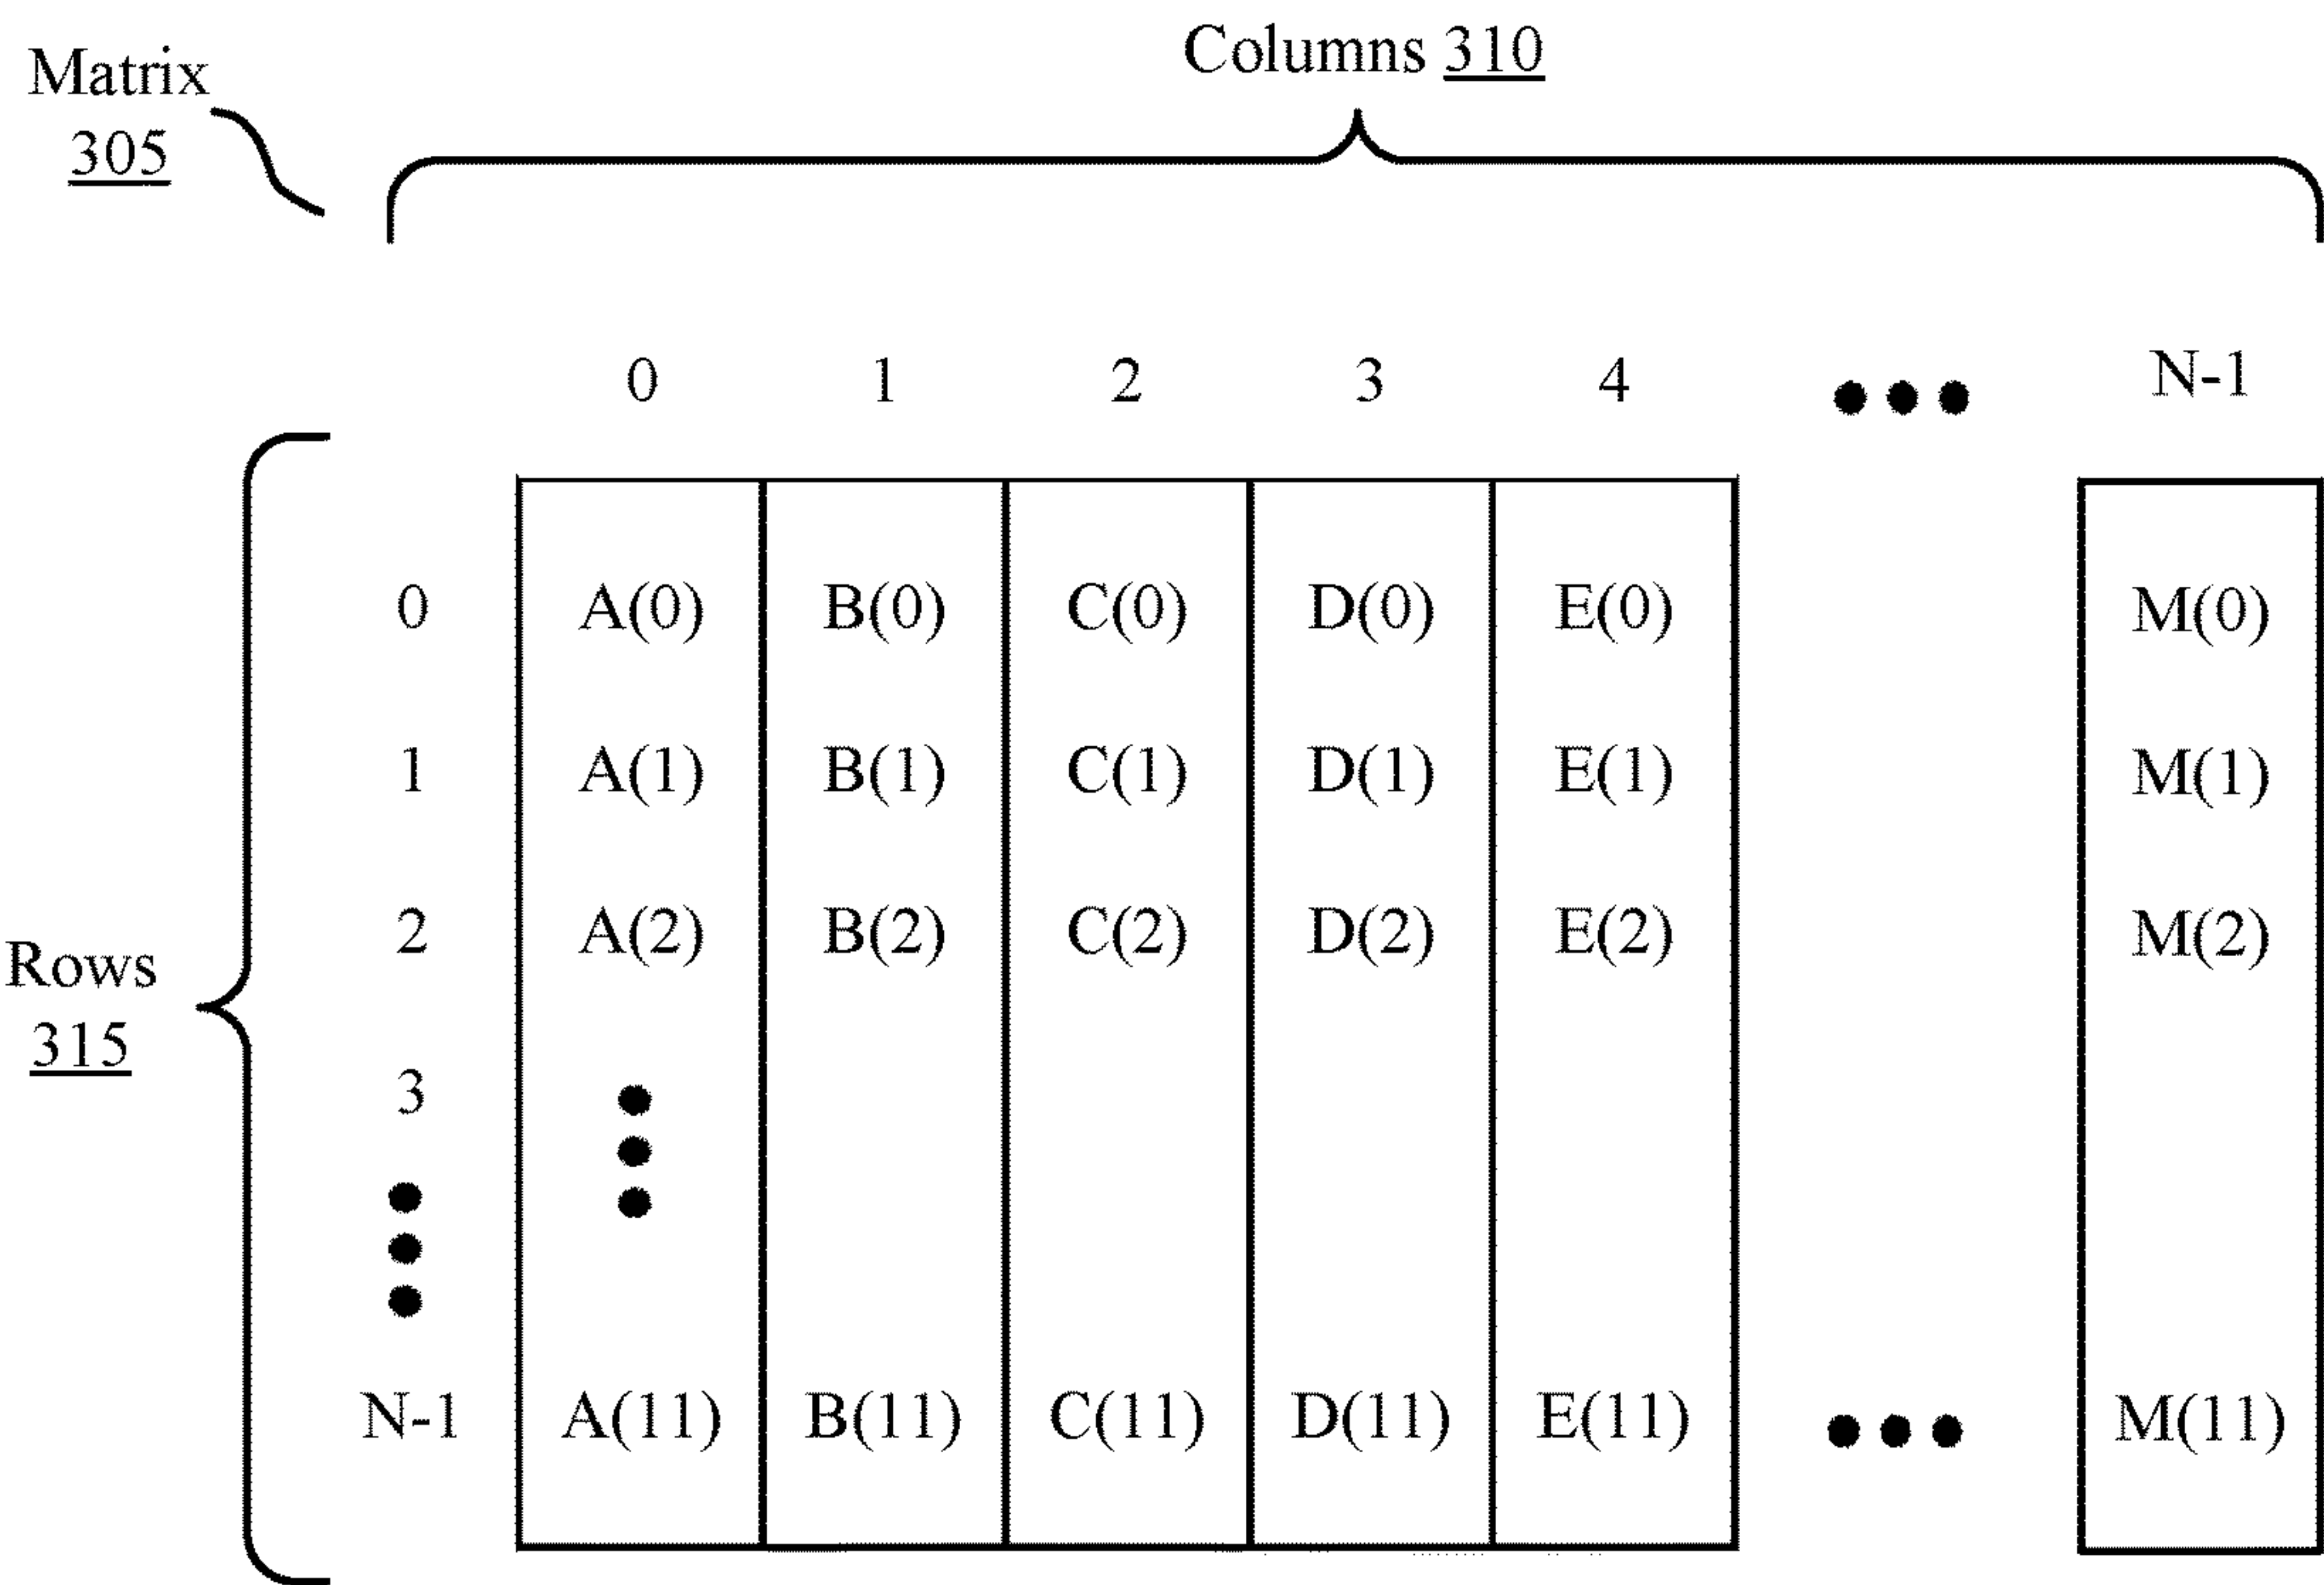 Matrix
305
Columns 310
0 1 2 3 4 ••• N-1
0 A(0) B(0) C(0) D(0) E(0) M(0)
1 A(1) B(1) C(1) D(1) E(1) M(1)
2 A(2) B(2) C(2) D(2) E(2) M(2)
Rows
315
3
N-1 A(11) B(11) C(11) D(11) E(11) ••• M(11)